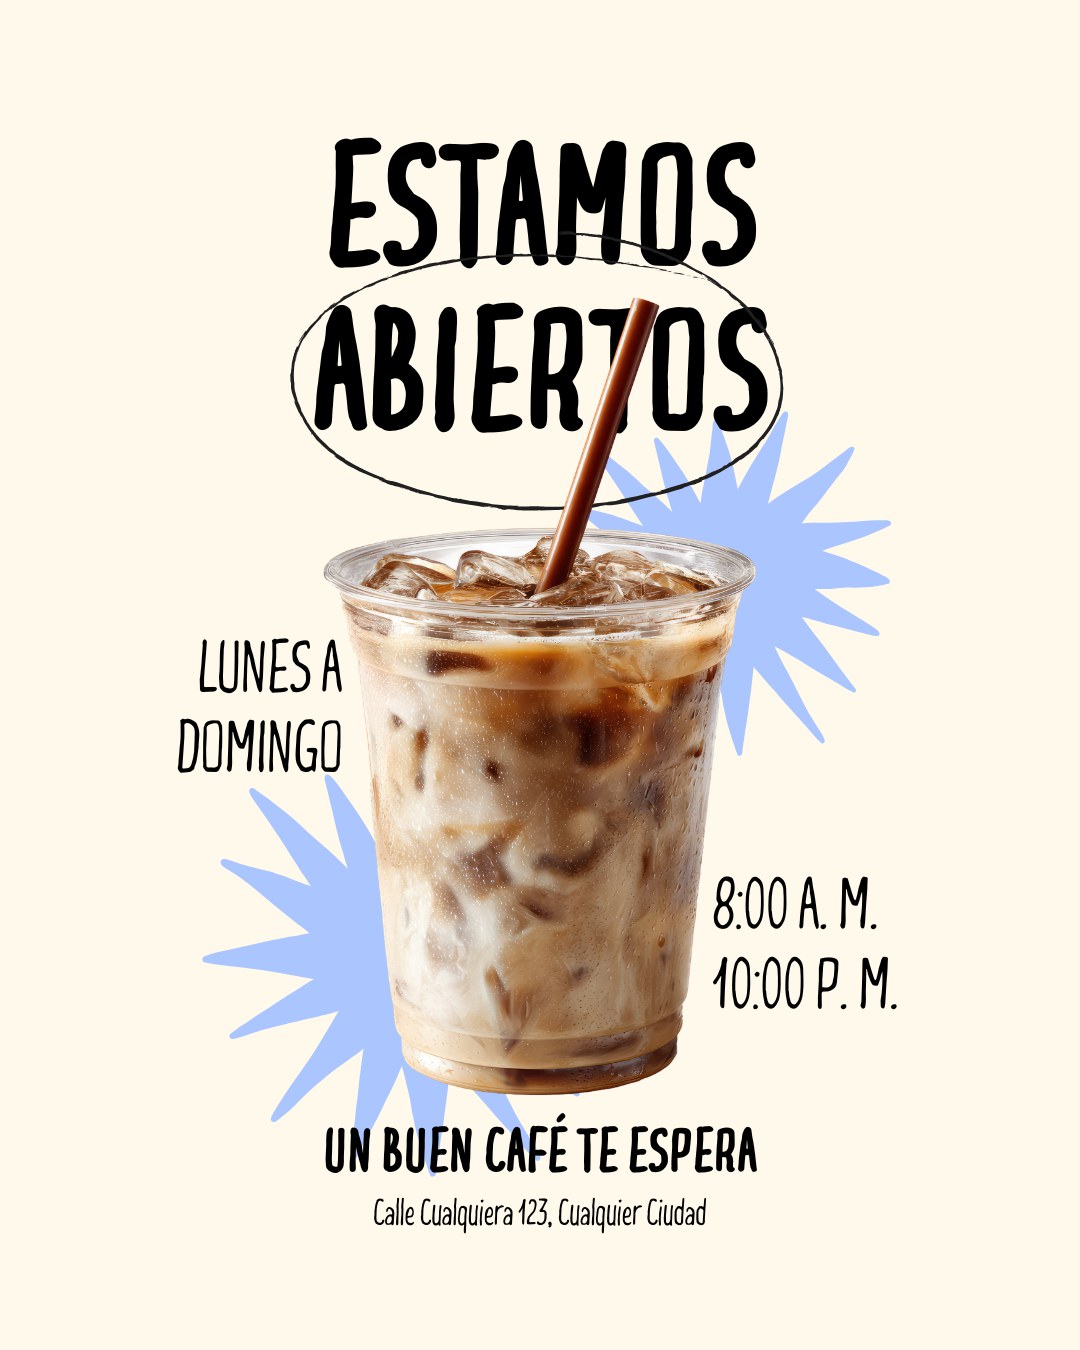 ESTAMOS
ABIERTOS
LUNES A
DOMINGO
8:00 A. M.
10:00 P. M.
UN BUEN CAFÉ TE ESPERA
Calle Cualquiera 123, Cualquier Ciudad